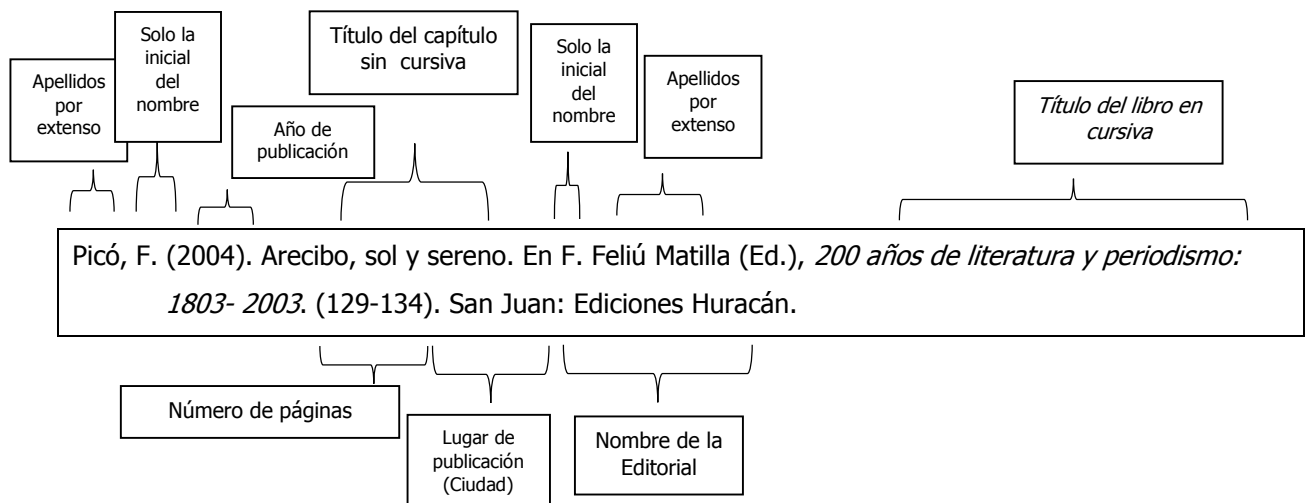 Apellidos
por
extenso
Solo la
inicial
del
nombre
Año de
publicación
Título del capítulo
sin cursiva
Solo la
inicial
del
nombre
Apellidos
por
extenso
Título del libro en
cursiva
Picó, F. (2004). Arecibo, sol y sereno. En F. Feliú Matilla (Ed.), 200 años de literatura y periodismo:
1803- 2003. (129-134). San Juan: Ediciones Huracán.
Número de páginas
Lugar de
publicación
(Ciudad)
Nombre de la
Editorial